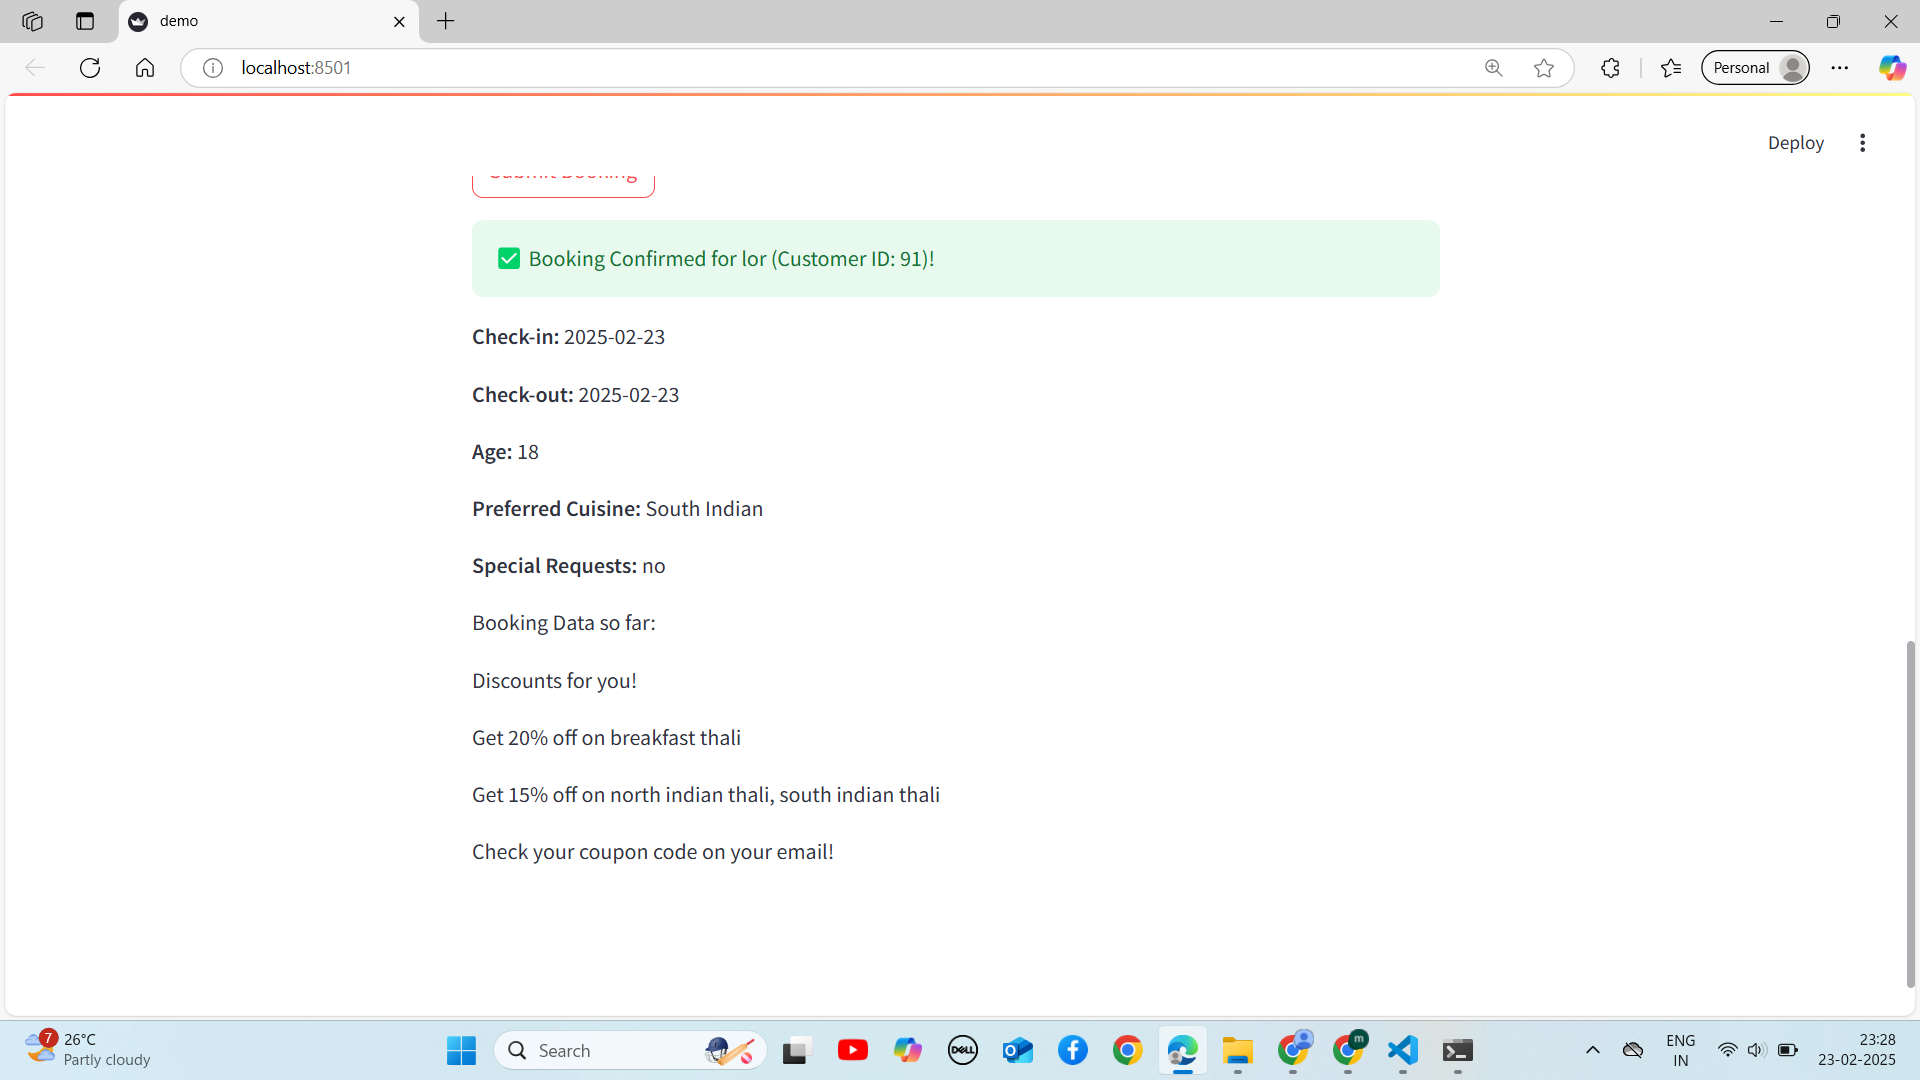 demo
localhost:8501
Personal
Deploy
Submit Booking
Booking Confirmed for lor (Customer ID: 91)!
Check-in: 2025-02-23
Check-out: 2025-02-23
Age: 18
Preferred Cuisine: South Indian
Special Requests: no
Booking Data so far:
Discounts for you!
Get 20% off on breakfast thali
Get 15% off on north indian thali, south indian thali
Check your coupon code on your email!
7
26°C
Partly cloudy
Search
DELL
m
ENG
IN
23:28
23-02-2025